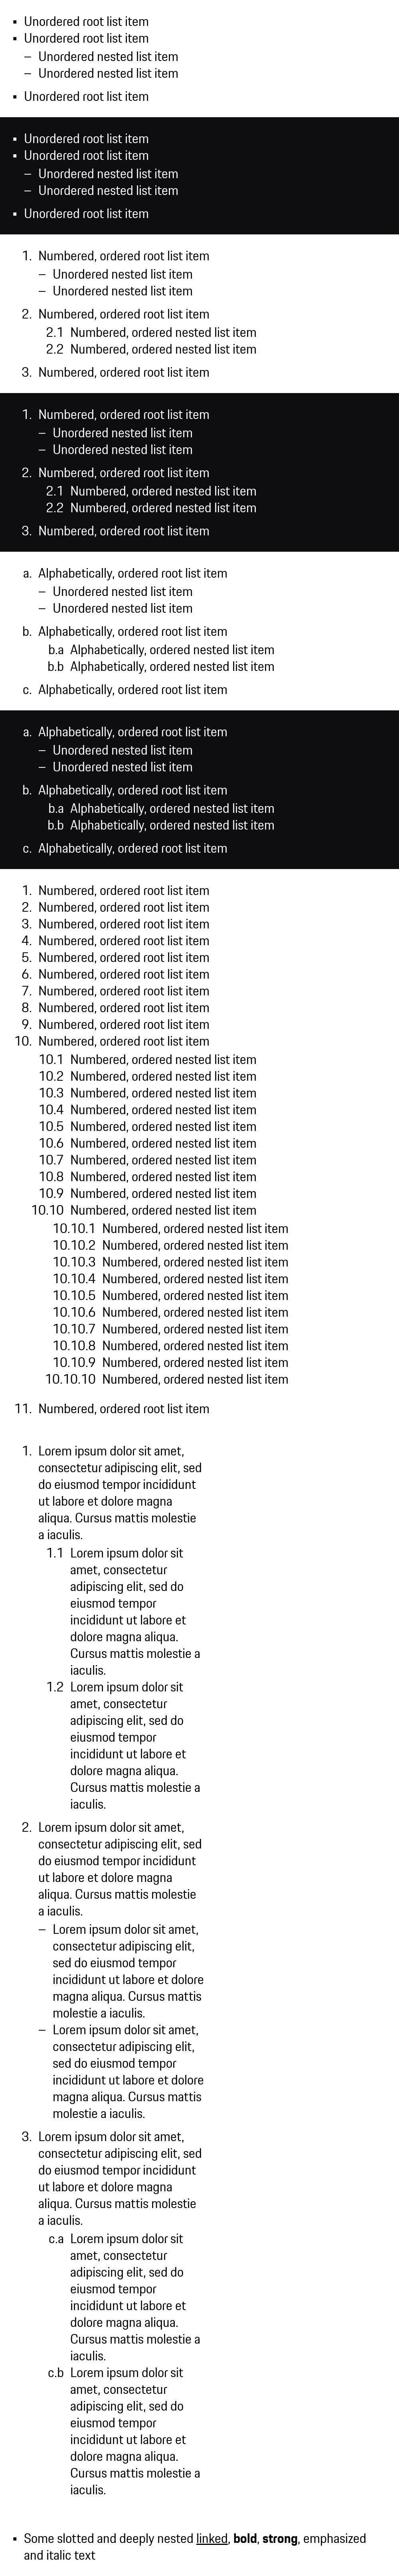 ▪ Unordered root list item
▪ Unordered root list item
– Unordered nested list item
– Unordered nested list item
▪ Unordered root list item
▪ Unordered root list item
▪ Unordered root list item
– Unordered nested list item
– Unordered nested list item
▪ Unordered root list item
1. Numbered, ordered root list item
– Unordered nested list item
– Unordered nested list item
2. Numbered, ordered root list item
2.1 Numbered, ordered nested list item
2.2 Numbered, ordered nested list item
3. Numbered, ordered root list item
1. Numbered, ordered root list item
– Unordered nested list item
– Unordered nested list item
2. Numbered, ordered root list item
2.1 Numbered, ordered nested list item
2.2 Numbered, ordered nested list item
3. Numbered, ordered root list item
a. Alphabetically, ordered root list item
– Unordered nested list item
– Unordered nested list item
b. Alphabetically, ordered root list item
b.a Alphabetically, ordered nested list item
b.b Alphabetically, ordered nested list item
c. Alphabetically, ordered root list item
a. Alphabetically, ordered root list item
– Unordered nested list item
– Unordered nested list item
b. Alphabetically, ordered root list item
b.a Alphabetically, ordered nested list item
b.b Alphabetically, ordered nested list item
c. Alphabetically, ordered root list item
1. Numbered, ordered root list item
2. Numbered, ordered root list item
3. Numbered, ordered root list item
4. Numbered, ordered root list item
5. Numbered, ordered root list item
6. Numbered, ordered root list item
7. Numbered, ordered root list item
8. Numbered, ordered root list item
9. Numbered, ordered root list item
10. Numbered, ordered root list item
10.1 Numbered, ordered nested list item
10.2 Numbered, ordered nested list item
10.3 Numbered, ordered nested list item
10.4 Numbered, ordered nested list item
10.5 Numbered, ordered nested list item
10.6 Numbered, ordered nested list item
10.7 Numbered, ordered nested list item
10.8 Numbered, ordered nested list item
10.9 Numbered, ordered nested list item
10.10 Numbered, ordered nested list item
10.10.1 Numbered, ordered nested list item
10.10.2 Numbered, ordered nested list item
10.10.3 Numbered, ordered nested list item
10.10.4 Numbered, ordered nested list item
10.10.5 Numbered, ordered nested list item
10.10.6 Numbered, ordered nested list item
10.10.7 Numbered, ordered nested list item
10.10.8 Numbered, ordered nested list item
10.10.9 Numbered, ordered nested list item
10.10.10 Numbered, ordered nested list item
11. Numbered, ordered root list item
1. Lorem ipsum dolor sit amet,
consectetur adipiscing elit, sed
do eiusmod tempor incididunt
ut labore et dolore magna
aliqua. Cursus mattis molestie
a iaculis.
1.1 Lorem ipsum dolor sit
amet, consectetur
adipiscing elit, sed do
eiusmod tempor
incididunt ut labore et
dolore magna aliqua.
Cursus mattis molestie a
iaculis.
1.2 Lorem ipsum dolor sit
amet, consectetur
adipiscing elit, sed do
eiusmod tempor
incididunt ut labore et
dolore magna aliqua.
Cursus mattis molestie a
iaculis.
2. Lorem ipsum dolor sit amet,
consectetur adipiscing elit, sed
do eiusmod tempor incididunt
ut labore et dolore magna
aliqua. Cursus mattis molestie
a iaculis.
– Lorem ipsum dolor sit amet,
consectetur adipiscing elit,
sed do eiusmod tempor
incididunt ut labore et dolore
magna aliqua. Cursus mattis
molestie a iaculis.
– Lorem ipsum dolor sit amet,
consectetur adipiscing elit,
sed do eiusmod tempor
incididunt ut labore et dolore
magna aliqua. Cursus mattis
molestie a iaculis.
3. Lorem ipsum dolor sit amet,
consectetur adipiscing elit, sed
do eiusmod tempor incididunt
ut labore et dolore magna
aliqua. Cursus mattis molestie
a iaculis.
c.a Lorem ipsum dolor sit
amet, consectetur
adipiscing elit, sed do
eiusmod tempor
incididunt ut labore et
dolore magna aliqua.
Cursus mattis molestie a
iaculis.
c.b Lorem ipsum dolor sit
amet, consectetur
adipiscing elit, sed do
eiusmod tempor
incididunt ut labore et
dolore magna aliqua.
Cursus mattis molestie a
iaculis.
▪ Some slotted and deeply nested linked, bold, strong, emphasized
and italic text